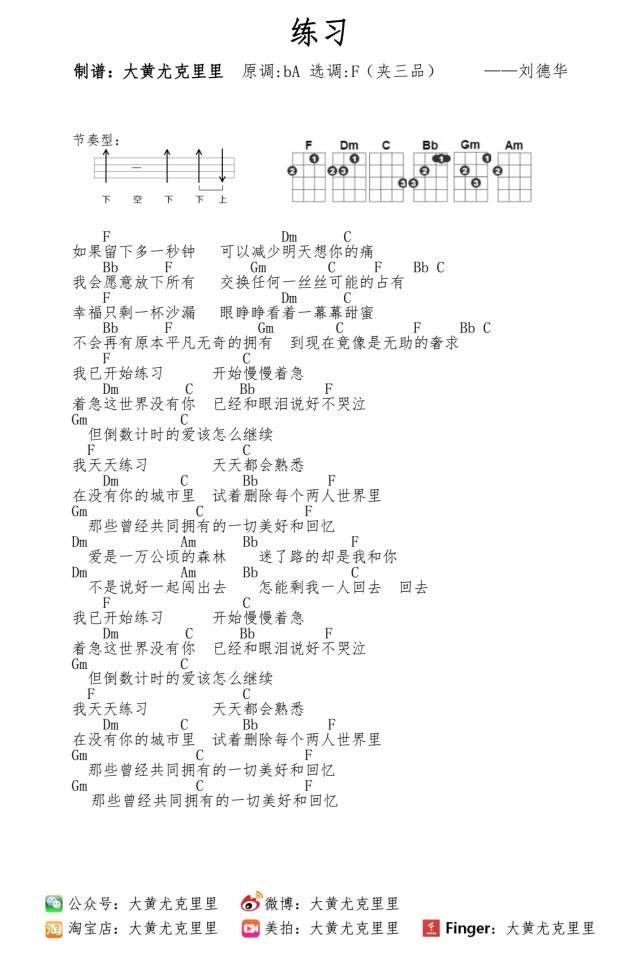 练习
制谱：大黄尤克里里 原调:bA 选调:F（夹三品） ——刘德华
节奏型：
F Dm C Bb Gm Am
1 1 1 1
2 2 3 2 2 2
3 3 3
下 空 下 下 上
F Dm C
如果留下多一秒钟 可以减少明天想你的痛
Bb F Gm C F Bb C
我会愿意放下所有 交换任何一丝丝可能的占有
F Dm C
幸福只剩一杯沙漏 眼睁睁看着一幕幕甜蜜
Bb F Gm C F Bb C
不会再有原本平凡无奇的拥有 到现在竟像是无助的奢求
F C
我已开始练习 开始慢慢着急
Dm C Bb F
着急这世界没有你 已经和眼泪说好不哭泣
Gm C
但倒数计时的爱该怎么继续
F C
我天天练习 天天都会熟悉
Dm C Bb F
在没有你的城市里 试着删除每个两人世界里
Gm C F
那些曾经共同拥有的一切美好和回忆
Dm Am Bb F
爱是一万公顷的森林 迷了路的却是我和你
Dm Am Bb C
不是说好一起闯出去 怎能剩我一人回去 回去
F C
我已开始练习 开始慢慢着急
Dm C Bb F
着急这世界没有你 已经和眼泪说好不哭泣
Gm C
但倒数计时的爱该怎么继续
F C
我天天练习 天天都会熟悉
Dm C Bb F
在没有你的城市里 试着删除每个两人世界里
Gm C F
那些曾经共同拥有的一切美好和回忆
Gm C F
那些曾经共同拥有的一切美好和回忆
公众号：大黄尤克里里 微博：大黄尤克里里
淘 淘宝店：大黄尤克里里 美拍：大黄尤克里里 Finger：大黄尤克里里